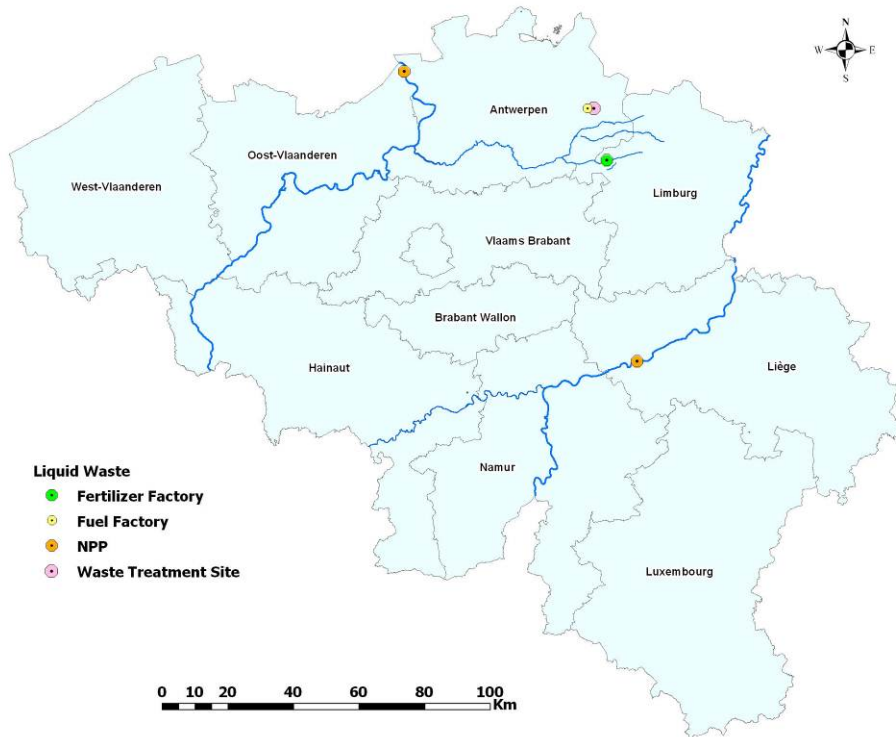 N
W E
S
Antwerpen
Oost-Vlaanderen
West-Vlaanderen
Limburg
Vlaams Brabant
Brabant Wallon
Hainaut
Liège
Namur
Luxembourg
Liquid Waste
Fertilizer Factory
Fuel Factory
NPP
Waste Treatment Site
0 10 20 40 60 80 100
Km